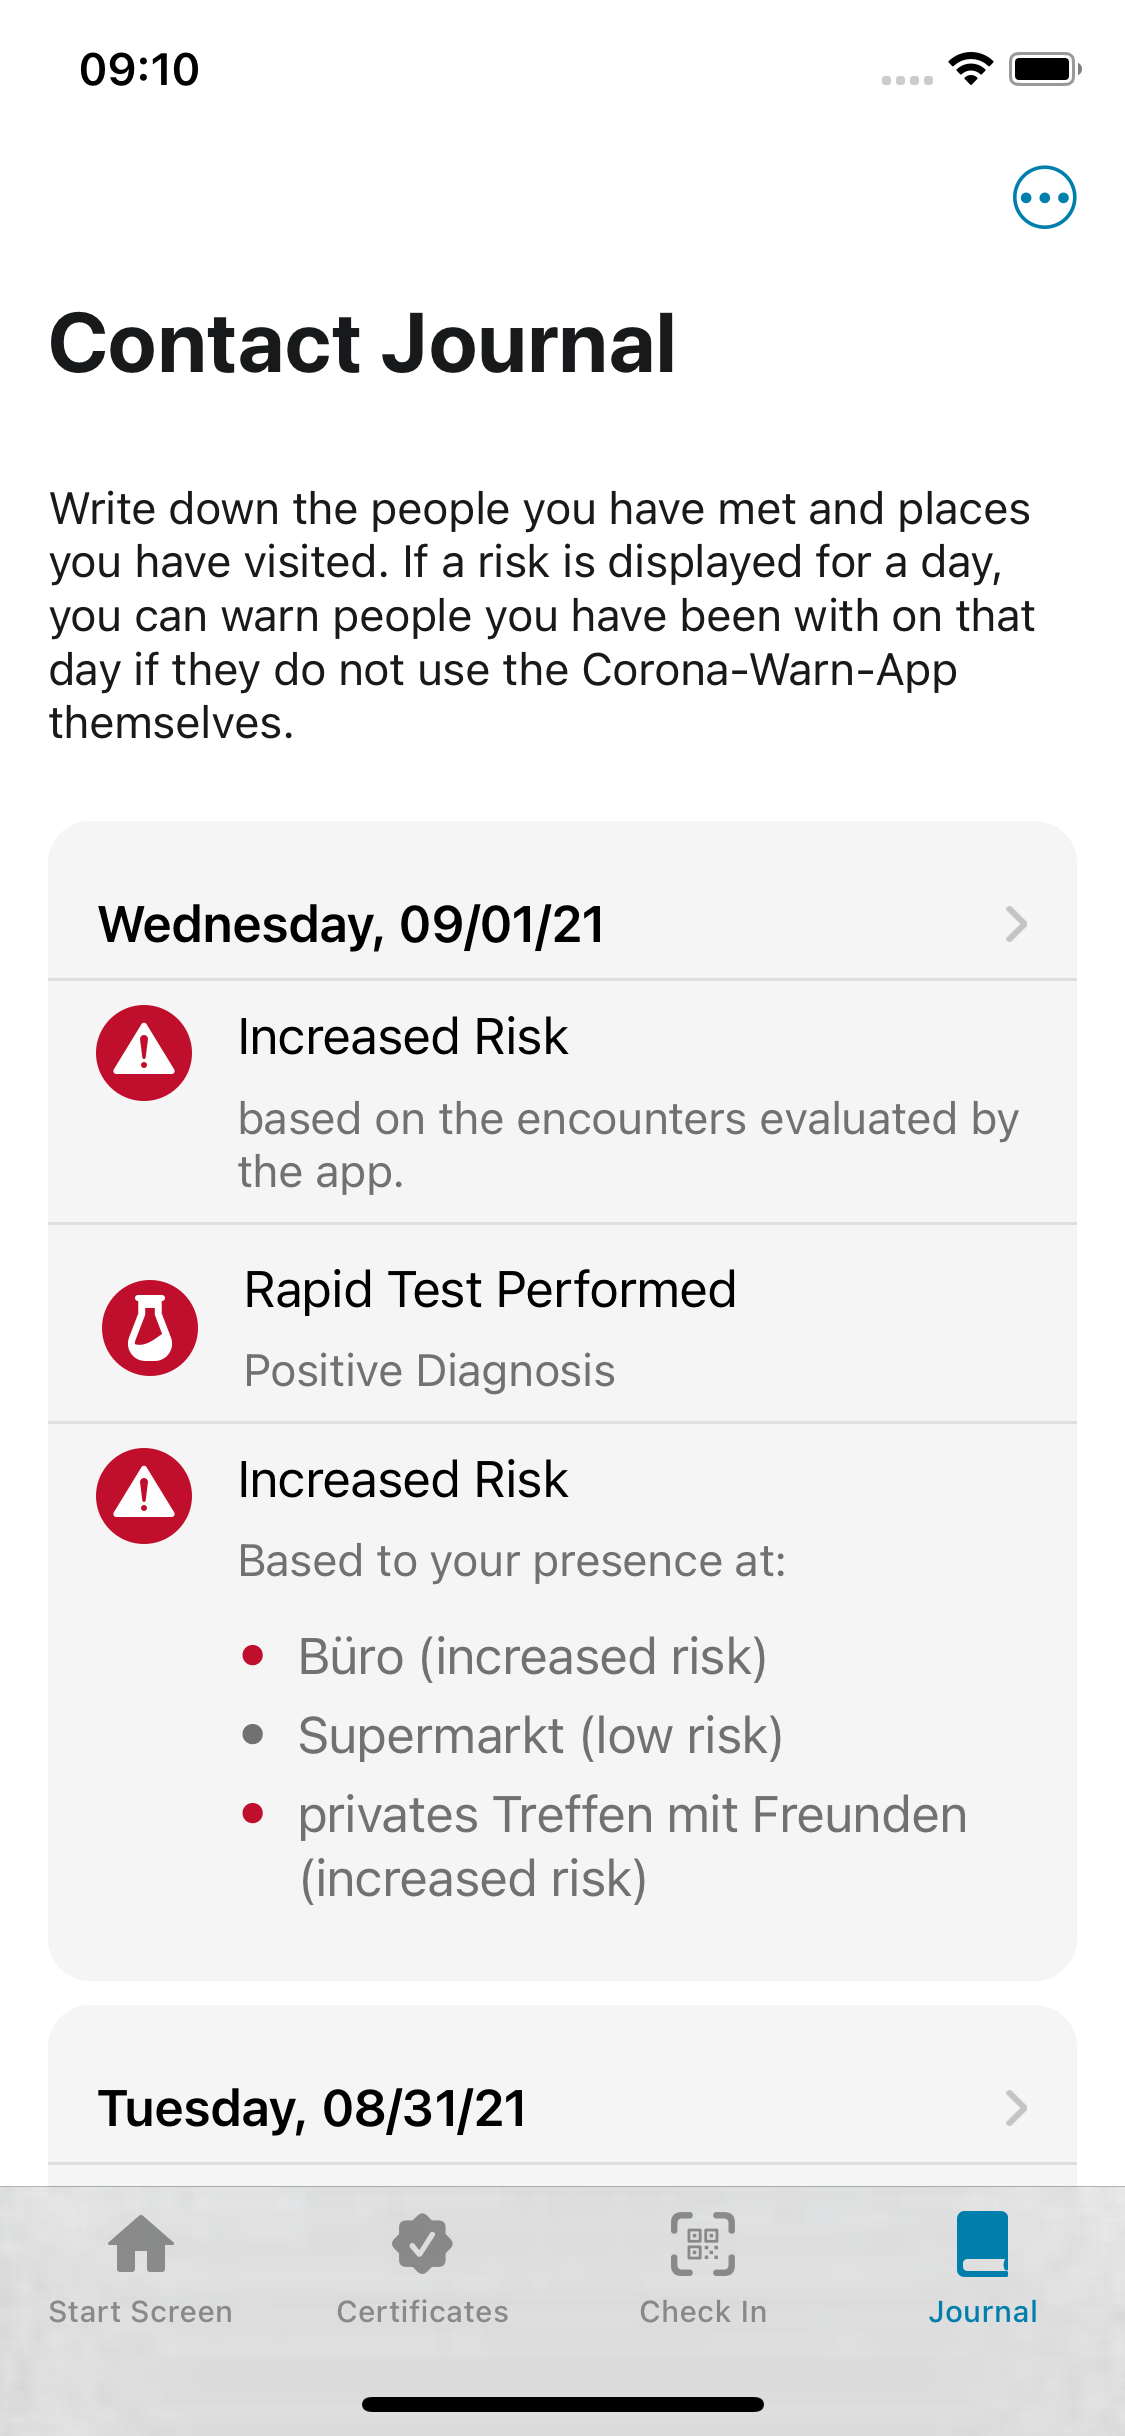 09:10
Contact Journal
Write down the people you have met and places
you have visited. If a risk is displayed for a day,
you can warn people you have been with on that
day if they do not use the Corona-Warn-App
themselves.
Wednesday, 09/01/21
Increased Risk
based on the encounters evaluated by
the app.
Rapid Test Performed
Positive Diagnosis
Increased Risk
Based to your presence at:
• Büro (increased risk)
• Supermarkt (low risk)
• privates Treffen mit Freunden
(increased risk)
Tuesday, 08/31/21
Start Screen
Certificates
Check In
Journal